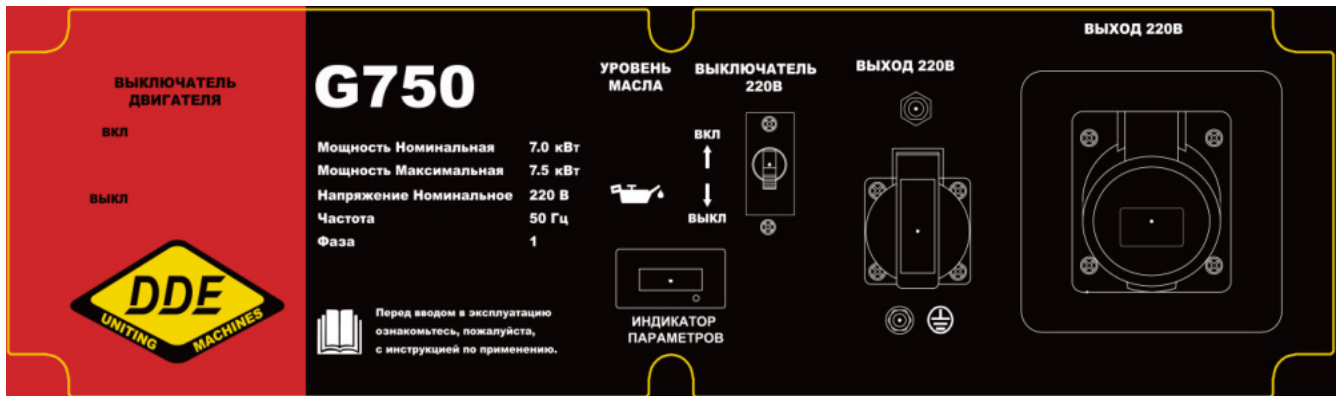 ВЫКЛЮЧАТЕЛЬ
ДВИГАТЕЛЯ
ВКЛ
ВЫКЛ
DDE
UNITING MACHINES
G750
Мощность Номинальная 7.0 кВт
Мощность Максимальная 7.5 кВт
Напряжение Номинальное 220 В
Частота 50 Гц
Фаза 1
Перед вводом в эксплуатацию
ознакомьтесь, пожалуйста,
с инструкцией по применению.
УРОВЕНЬ
МАСЛА
ИНДИКАТОР
ПАРАМЕТРОВ
ВЫКЛЮЧАТЕЛЬ
220В
ВКЛ
ВЫКЛ
ВЫХОД 220В
ВЫХОД 220В